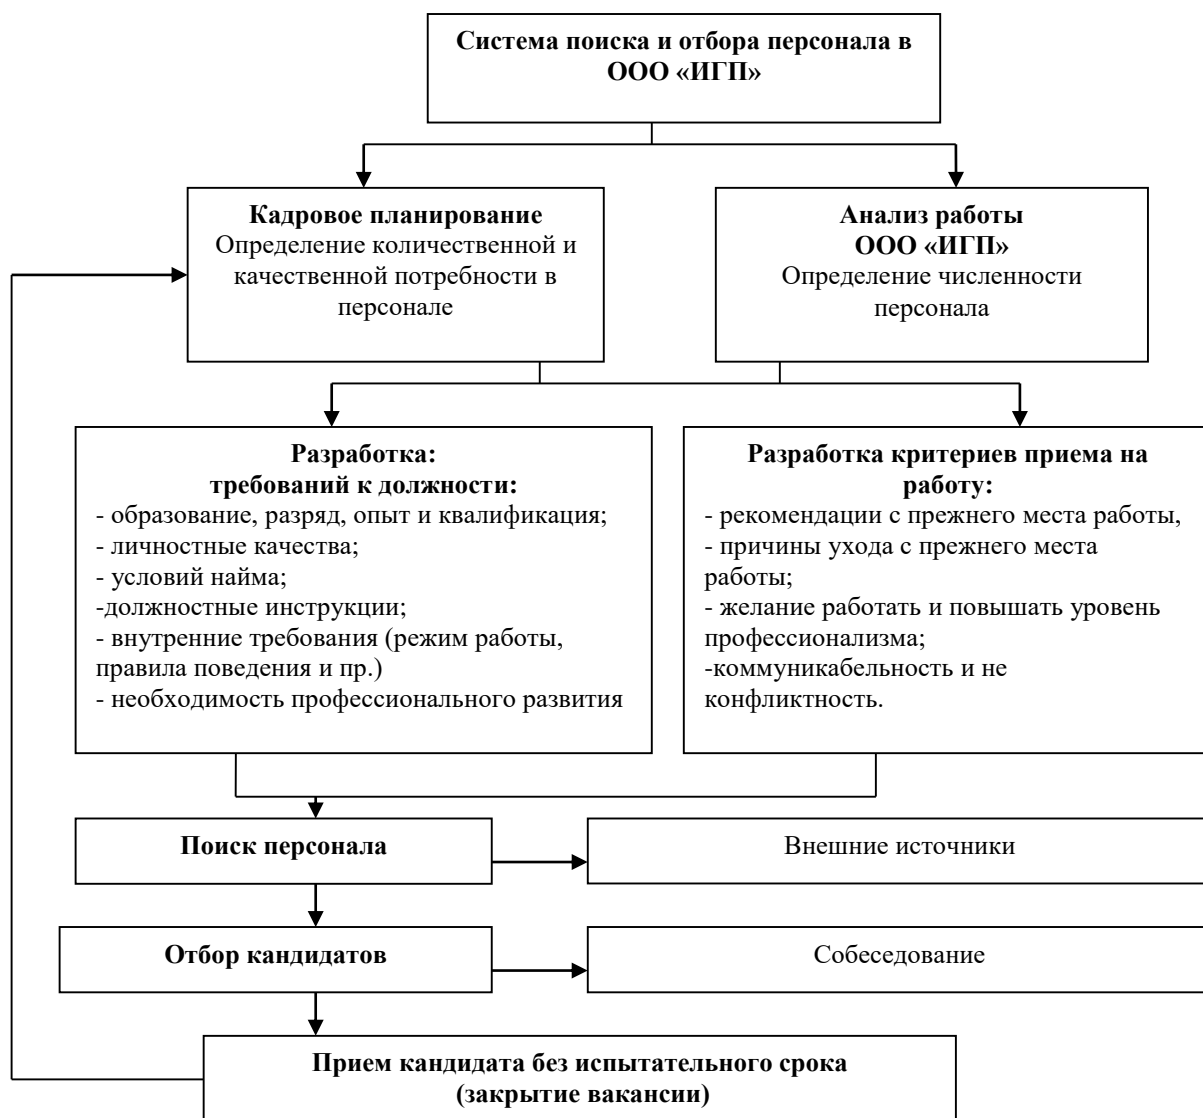 Система поиска и отбора персонала в
ООО «ИГП»
Кадровое планирование
Определение количественной и
качественной потребности в
персонале
Анализ работы
ООО «ИГП»
Определение численности
персонала
Разработка:
требований к должности:
- образование, разряд, опыт и квалификация;
- личностные качества;
- условий найма;
-должностные инструкции;
- внутренние требования (режим работы,
правила поведения и пр.)
- необходимость профессионального развития
Разработка критериев приема на
работу:
- рекомендации с прежнего места работы,
- причины ухода с прежнего места
работы;
- желание работать и повышать уровень
профессионализма;
-коммуникабельность и не
конфликтность.
Поиск персонала
Внешние источники
Отбор кандидатов
Собеседование
Прием кандидата без испытательного срока
(закрытие вакансии)